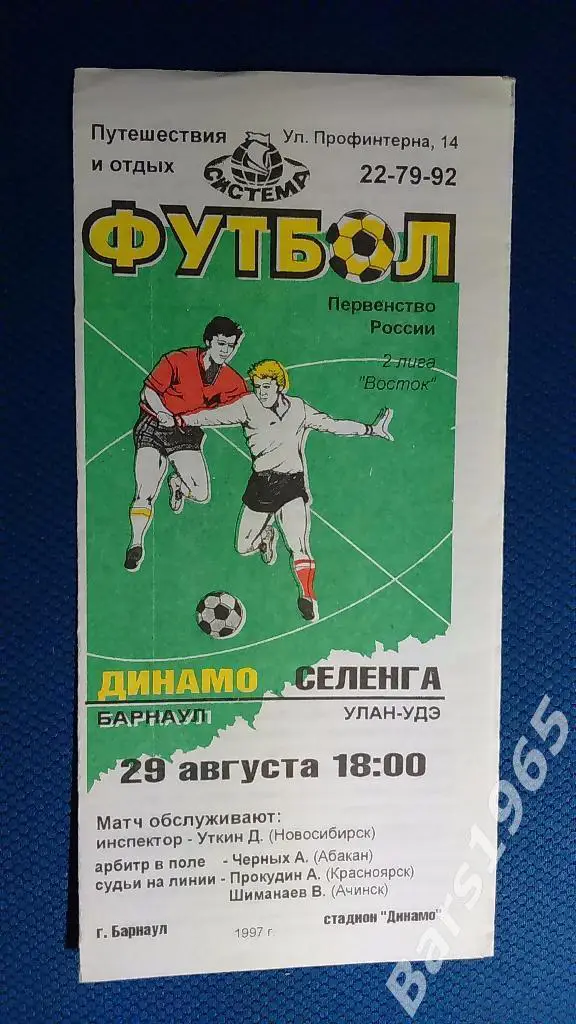 Путешествия
и отдых
СИСТЕМА
Ул. Профинтерна, 14
22-79-92
ФУТБОЛ
Первенство
России
2 лига
"Восток"
ДИНАМО СЕЛЕНГА
БАРНАУЛ УЛАН-УДЭ
29 августа 18:00
Матч обслуживают:
инспектор - Уткин Д. (Новосибирск)
арбитр в поле - Черных А. (Абакан)
судьи на линии - Прокудин А. (Красноярск)
Шиманаев В. (Ачинск)
г. Барнаул 1997 г. стадион "Динамо"
Bars1965